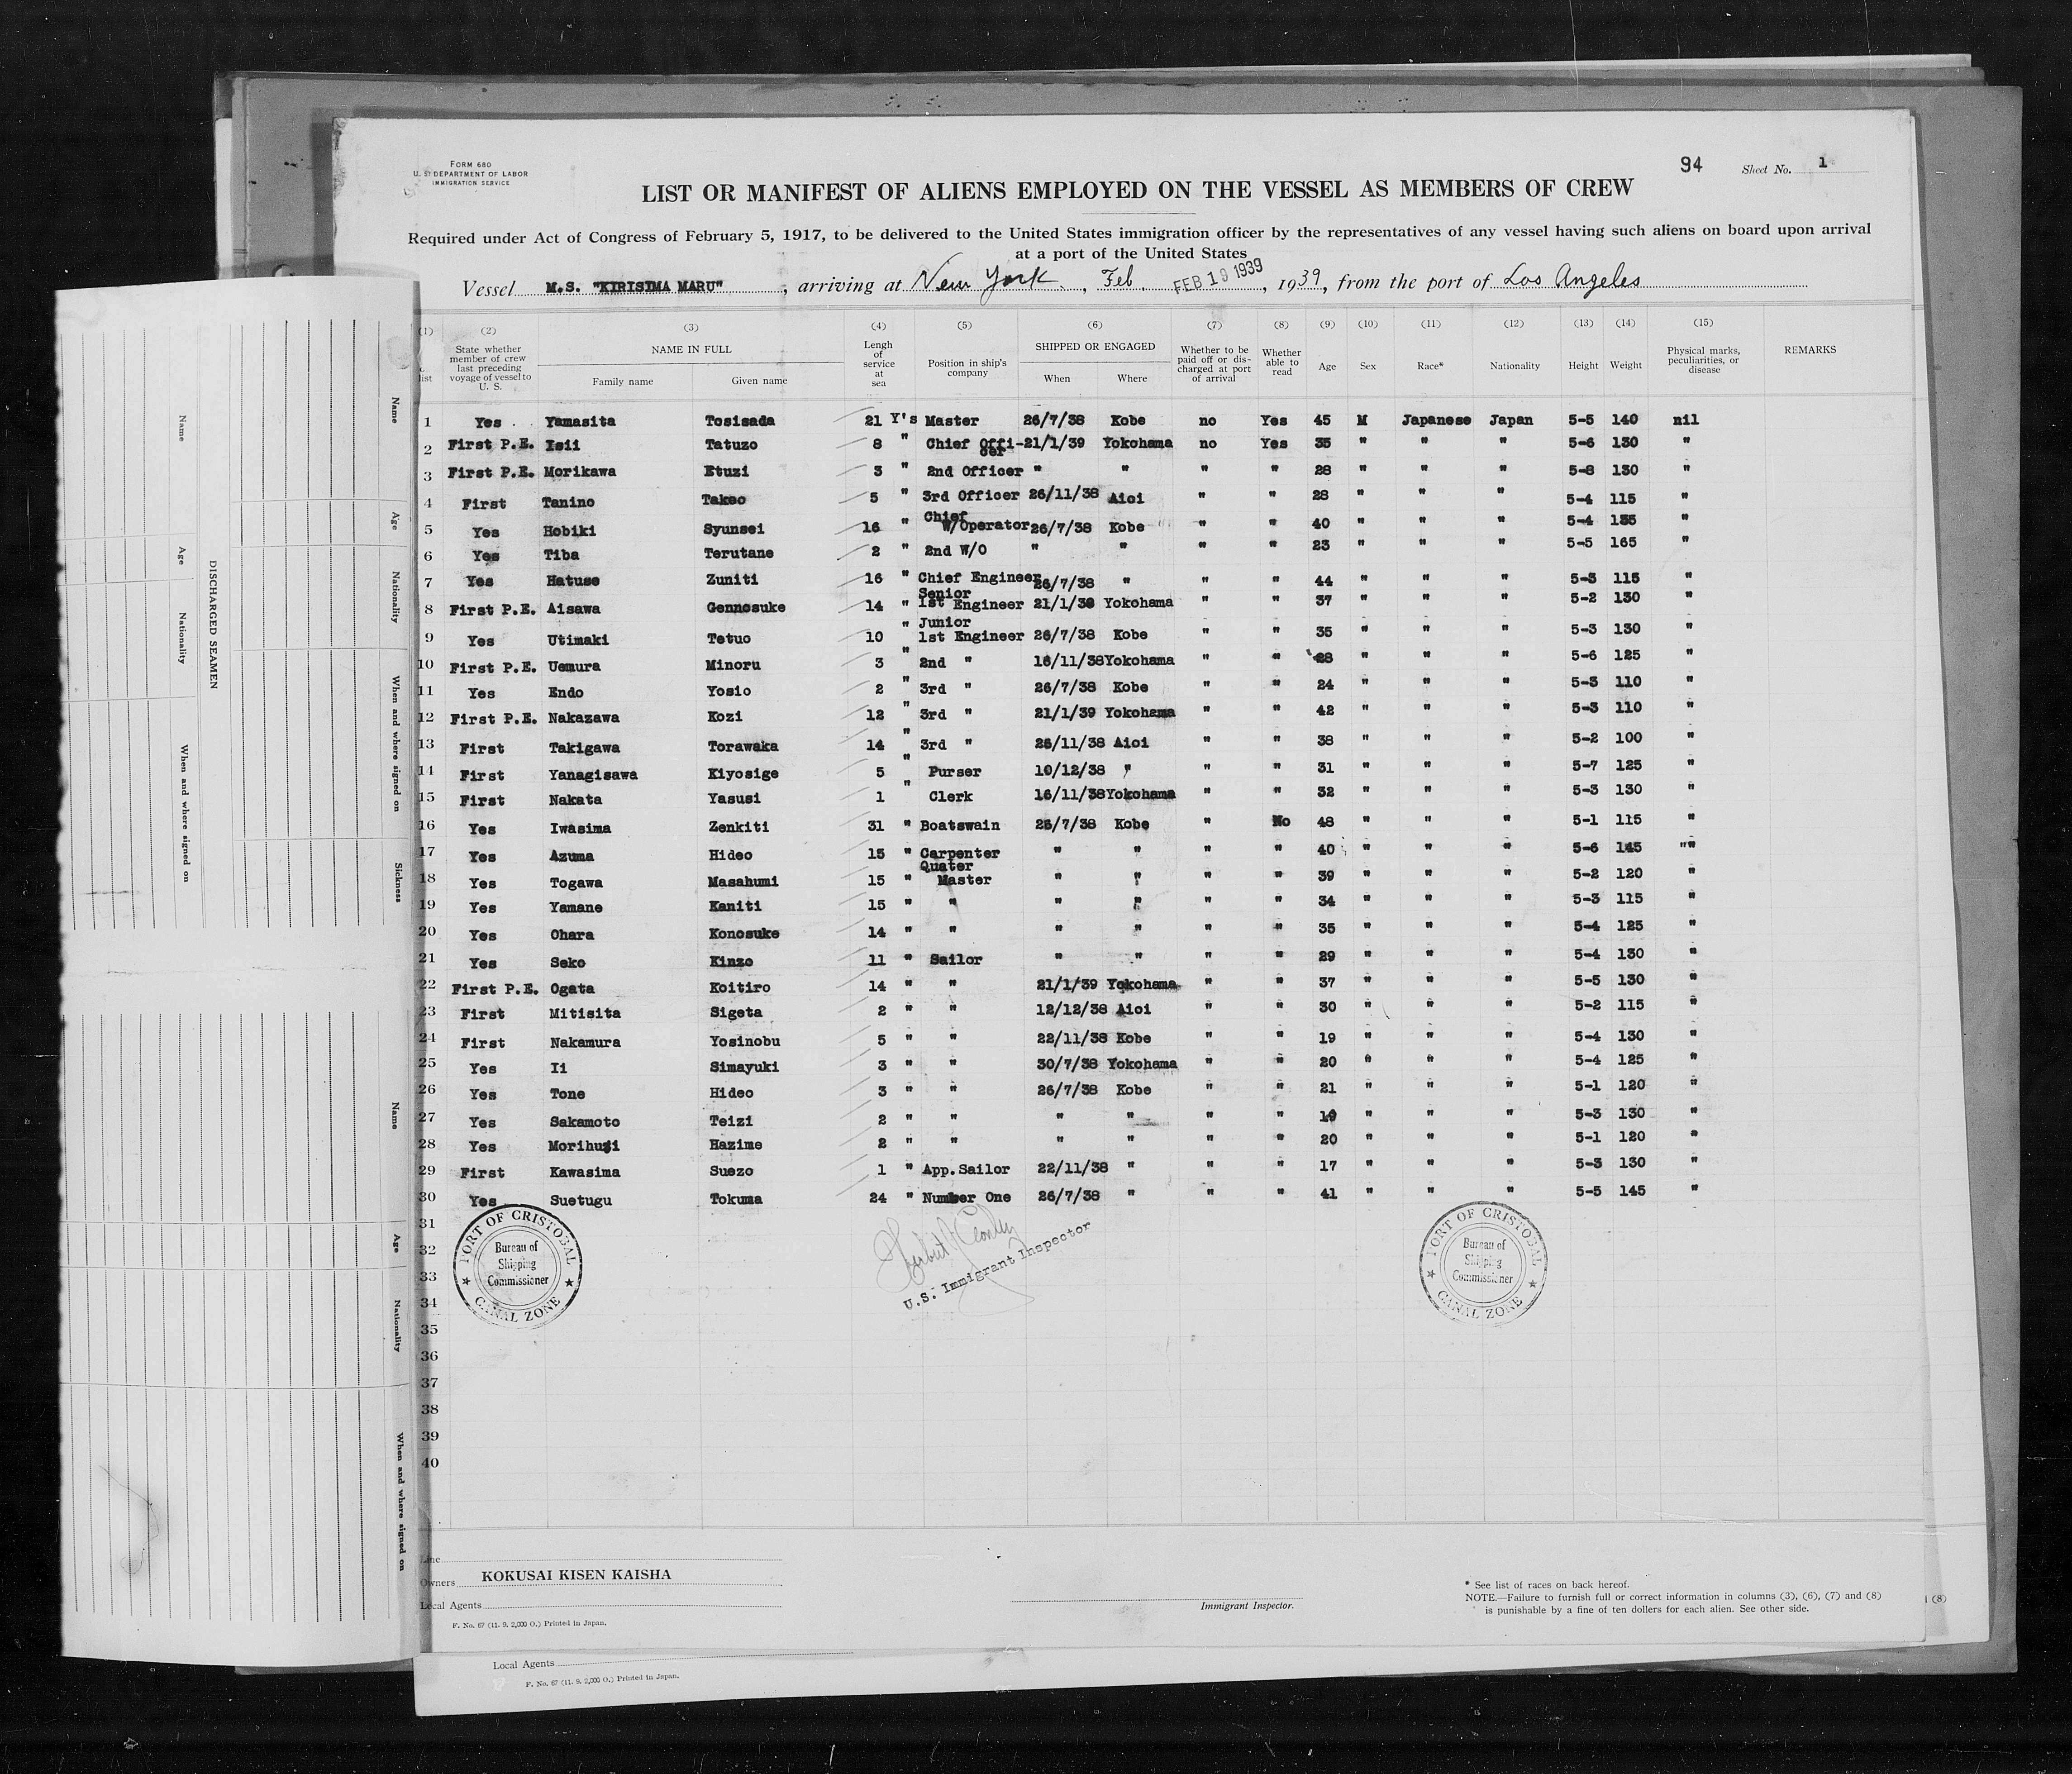 FORM 680
U. S. DEPARTMENT OF LABOR
IMMIGRATION SERVICE
94 Sheet No. 1
LIST OR MANIFEST OF ALIENS EMPLOYED ON THE VESSEL AS MEMBERS OF CREW
Required under Act of Congress of February 5, 1917, to be delivered to the United States immigration officer by the representatives of any vessel having such aliens on board upon arrival
at a port of the United States
Vessel M.S. "KIRISIMA MARU", arriving at New York, Feb. FEB 19 1939, 1939, from the port of Los Angeles
(1) (2) (3) (4) (5) (6) (7) (8) (9) (10) (11) (12) (13) (14) (15)
list State whether member of crew last preceding voyage of vessel to U. S. NAME IN FULL Family name Given name Lengh of service at sea Position in ship's company SHIPPED OR ENGAGED When Where Whether to be paid off or discharged at port of arrival Whether able to read Age Sex Race* Nationality Height Weight Physical marks, peculiarities, or disease REMARKS
1 Yes Yamasita Tosisada 21 Y's Master 26/7/38 Kobe no Yes 45 M Japanese Japan 5-5 140 nil
2 First P.E. Isii Tatuzo 8 " Chief Officer 21/1/39 Yokohama no Yes 35 " " " 5-6 130 "
3 First P.E. Morikawa Etuzi 3 " 2nd Officer " " " " 28 " " " 5-8 130 "
4 First Tanino Takeo 5 " 3rd Officer 26/11/38 Aioi " " 28 " " " 5-4 115 "
5 Yes Hobiki Syunsei 16 " Chief W/Operator 26/7/38 Kobe " " 40 " " " 5-4 135 "
6 Yes Tiba Terutane 2 " 2nd W/O " " " " 23 " " " 5-5 165 "
7 Yes Hatuse Zuniti 16 " Chief Engineer 26/7/38 " " " 44 " " " 5-3 115 "
8 First P.E. Aisawa Gennosuke 14 " Senior 1st Engineer 21/1/39 Yokohama " " 37 " " " 5-2 130 "
9 Yes Utimaki Tetuo 10 " Junior 1st Engineer 26/7/38 Kobe " " 35 " " " 5-3 130 "
10 First P.E. Uemura Minoru 3 " 2nd " 16/11/38 Yokohama " " 28 " " " 5-6 125 "
11 Yes Endo Yosio 2 " 3rd " 26/7/38 Kobe " " 24 " " " 5-3 110 "
12 First P.E. Nakazawa Kozi 12 " 3rd " 21/1/39 Yokohama " " 42 " " " 5-3 110 "
13 First Takigawa Torawaka 14 " 3rd " 26/11/38 Aioi " " 38 " " " 5-2 100 "
14 First Yanagisawa Kiyosige 5 " Purser 10/12/38 " " " 31 " " " 5-7 125 "
15 First Nakata Yasusi 1 " Clerk 16/11/38 Yokohama " " 32 " " " 5-3 130 "
16 Yes Iwasima Zenkiti 31 " Boatswain 26/7/38 Kobe " No 48 " " " 5-1 115 "
17 Yes Azuma Hideo 15 " Carpenter " " " " 40 " " " 5-6 145 ""
18 Yes Togawa Masahumi 15 " Quater Master " " " " 39 " " " 5-2 120 "
19 Yes Yamane Kaniti 15 " " " " " " 34 " " " 5-3 115 "
20 Yes Ohara Konosuke 14 " " " " " " 35 " " " 5-4 125 "
21 Yes Seko Kinzo 11 " Sailor " " " " 29 " " " 5-4 130 "
22 First P.E. Ogata Koitiro 14 " " 21/1/39 Yokohama " " 37 " " " 5-5 130 "
23 First Mitisita Sigeta 2 " " 12/12/38 Aioi " " 30 " " " 5-2 115 "
24 First Nakamura Yosinobu 5 " " 22/11/38 Kobe " " 19 " " " 5-4 130 "
25 Yes Ii Simayuki 3 " " 30/7/38 Yokohama " " 20 " " " 5-4 125 "
26 Yes Tone Hideo 3 " " 26/7/38 Kobe " " 21 " " " 5-1 120 "
27 Yes Sakamoto Teizi 2 " " " " " " 19 " " " 5-3 130 "
28 Yes Morihuzi Hazime 2 " " " " " " 20 " " " 5-1 120 "
29 First Kawasima Suezo 1 " App.Sailor 22/11/38 " " " 17 " " " 5-3 130 "
30 Yes Suetugu Tokuma 24 " Number One 26/7/38 " " " 41 " " " 5-5 145 "
31
32
33
34
35
36
37
38
39
40
PORT OF CRISTOBAL
Bureau of
Shipping
Commissioner
CANAL ZONE
U.S. Immigrant Inspector
PORT OF CRISTOBAL
Bureau of
Shipping
Commissioner
CANAL ZONE
Line
Owners KOKUSAI KISEN KAISHA
Local Agents
F. No. 67 (11. 9. 2,000 O.) Printed in Japan.
Immigrant Inspector.
* See list of races on back hereof.
NOTE.—Failure to furnish full or correct information in columns (3), (6), (7) and (8)
is punishable by a fine of ten dollars for each alien. See other side.
(8)
Local Agents
F. No. 67 (11. 9. 2,000 O.) Printed in Japan.
DISCHARGED SEAMEN
Name Age Nationality When and where signed on
Name Age Nationality When and where signed on Sickness
Name Age Nationality When and where signed on